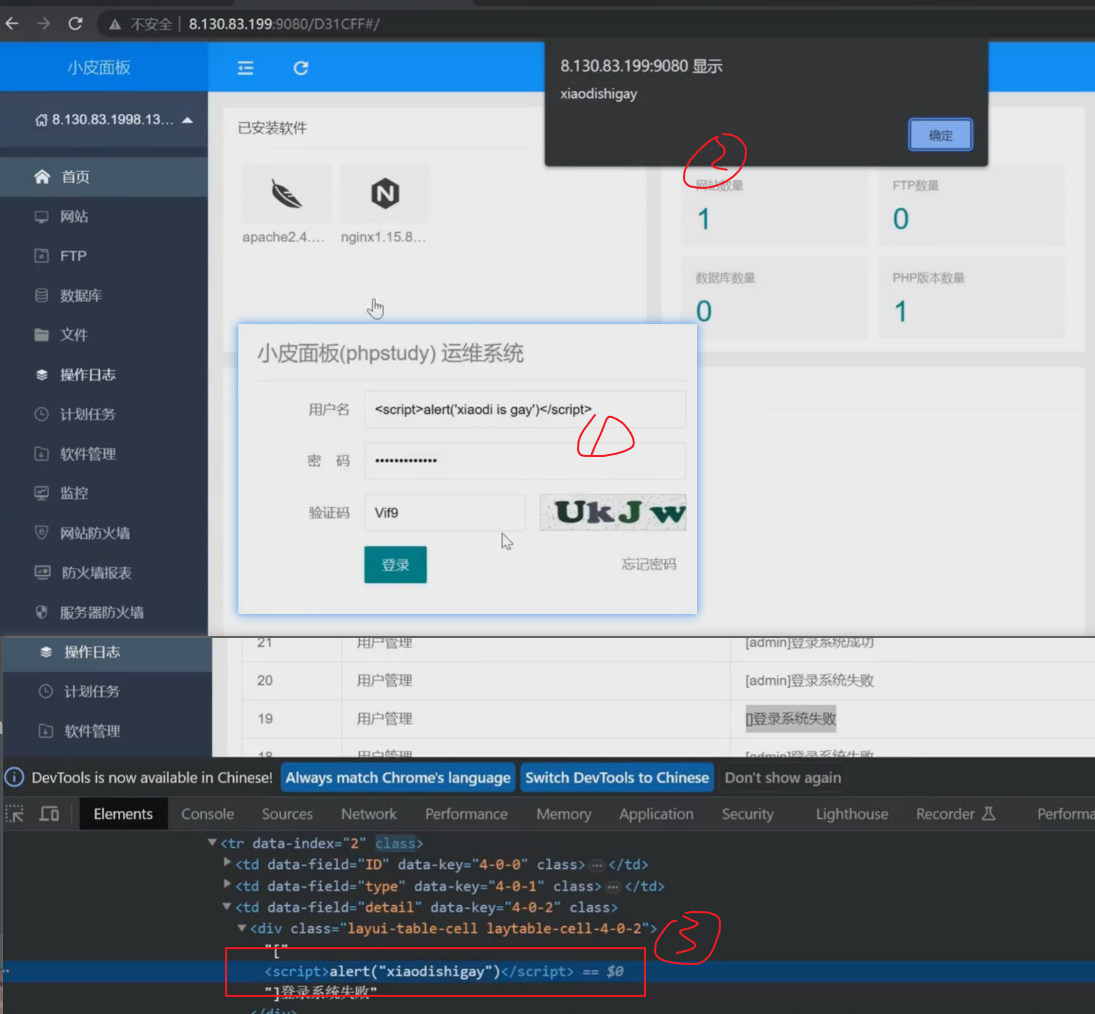 不安全 8.130.83.199:9080/D31CFF#/
小皮面板
8.130.83.199:9080 显示
xiaodishigay
确定
8.130.83.1998.13...
首页
网站
FTP
数据库
文件
操作日志
计划任务
软件管理
监控
网站防火墙
防火墙报表
服务器防火墙
已安装软件
apache2.4....
nginx1.15.8...
网站数量
1
FTP数量
0
数据库数量
0
PHP版本数量
1
2
小皮面板(phpstudy) 运维系统
用户名 <script>alert('xiaodi is gay')</script>
1
密 码 •••••••••••••
验证码 Vif9 UkJw
登录 忘记密码
操作日志
计划任务
软件管理
21 用户管理 [admin]登录系统成功
20 用户管理 [admin]登录系统失败
19 用户管理 []登录系统失败
18 用户管理 [admin]登录系统失败
DevTools is now available in Chinese! Always match Chrome's language Switch DevTools to Chinese Don't show again
Elements Console Sources Network Performance Memory Application Security Lighthouse Recorder Performa
<tr data-index="2" class>
<td data-field="ID" data-key="4-0-0" class>…</td>
<td data-field="type" data-key="4-0-1" class>…</td>
<td data-field="detail" data-key="4-0-2" class>
<div class="layui-table-cell laytable-cell-4-0-2">
3
"["
<script>alert("xiaodishigay")</script> == $0
"]登录系统失败"
</div>